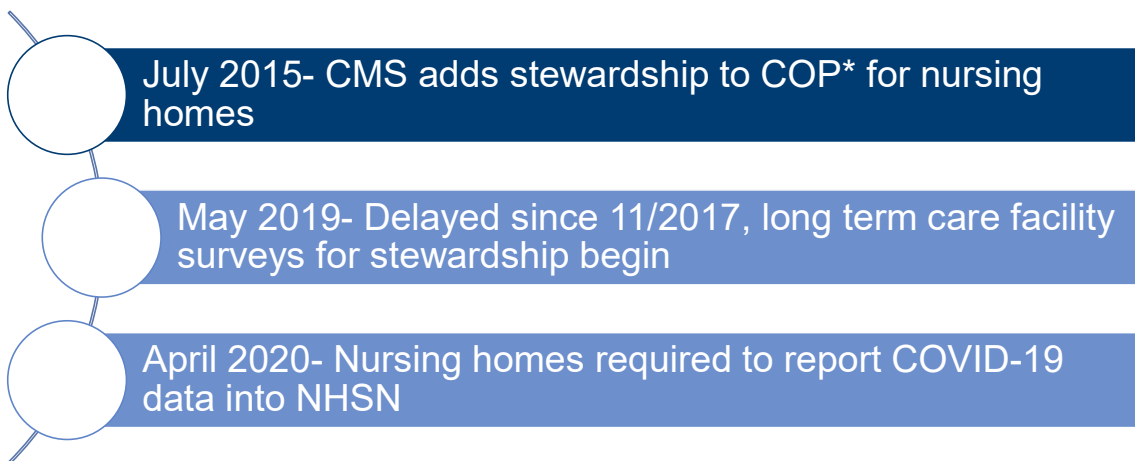 July 2015- CMS adds stewardship to COP* for nursing
homes
May 2019- Delayed since 11/2017, long term care facility
surveys for stewardship begin
April 2020- Nursing homes required to report COVID-19
data into NHSN